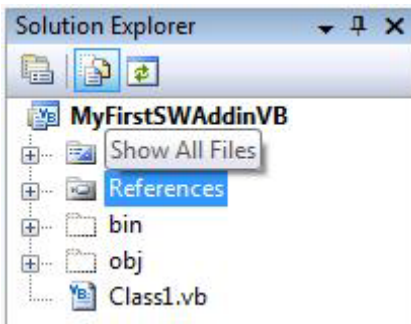 Solution Explorer
MyFirstSWAddinVB
Show All Files
References
bin
obj
Class1.vb